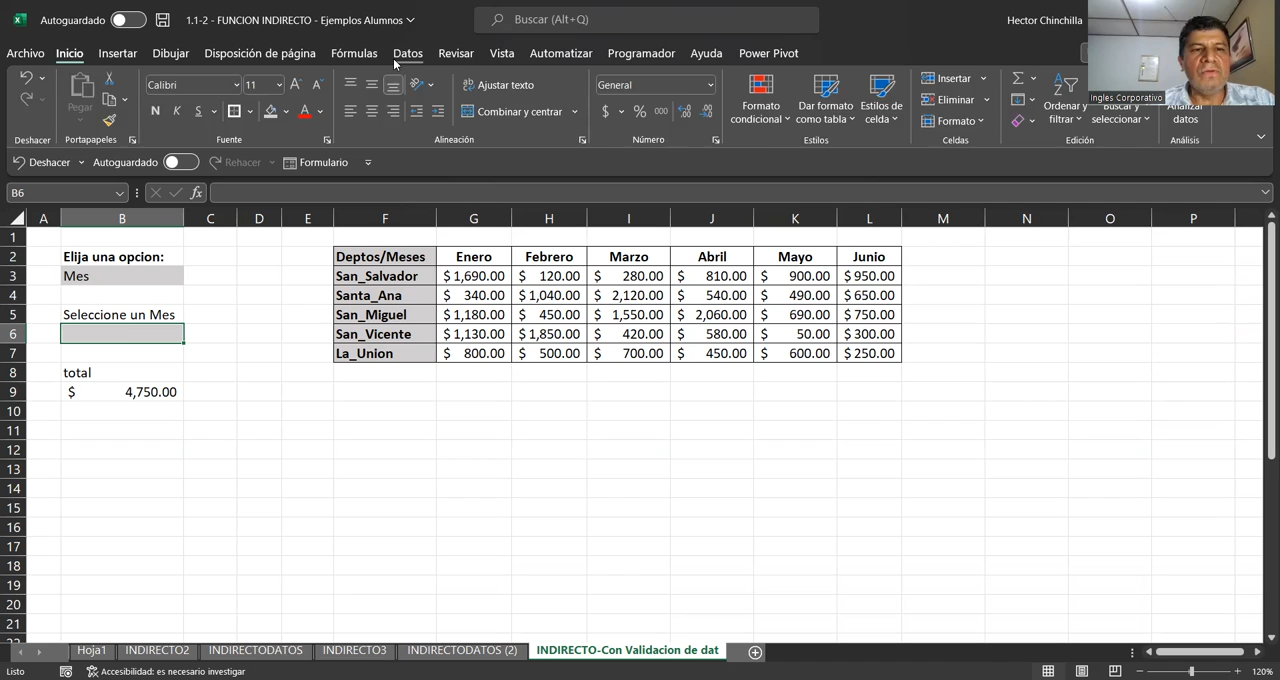 Autoguardado
1.1-2 - FUNCION INDIRECTO - Ejemplos Alumnos
Buscar (Alt+Q)
Hector Chinchilla
Archivo Inicio Insertar Dibujar Disposición de página Fórmulas Datos Revisar Vista Automatizar Programador Ayuda Power Pivot
Ingles Corporativo
Pegar
Calibri 11
Ajustar texto
General
Insertar
N K S
Combinar y centrar
$ % 000
Formato condicional
Dar formato como tabla
Estilos de celda
Eliminar
Formato
Ordenar y filtrar
Buscar y seleccionar
Analizar datos
Deshacer Portapapeles Fuente Alineación Número Estilos Celdas Edición Análisis
Deshacer Autoguardado Rehacer Formulario
B6 fx
A B C D E F G H I J K L M N O P
1
2 Elija una opcion: Deptos/Meses Enero Febrero Marzo Abril Mayo Junio
3 Mes San_Salvador $ 1,690.00 $ 120.00 $ 280.00 $ 810.00 $ 900.00 $ 950.00
4 Santa_Ana $ 340.00 $ 1,040.00 $ 2,120.00 $ 540.00 $ 490.00 $ 650.00
5 Seleccione un Mes San_Miguel $ 1,180.00 $ 450.00 $ 1,550.00 $ 2,060.00 $ 690.00 $ 750.00
6 San_Vicente $ 1,130.00 $ 1,850.00 $ 420.00 $ 580.00 $ 50.00 $ 300.00
7 La_Union $ 800.00 $ 500.00 $ 700.00 $ 450.00 $ 600.00 $ 250.00
8 total
9 $ 4,750.00
10
11
12
13
14
15
16
17
18
19
20
21
Hoja1 INDIRECTO2 INDIRECTODATOS INDIRECTO3 INDIRECTODATOS (2) INDIRECTO-Con Validacion de dat
Listo Accesibilidad: es necesario investigar 120%